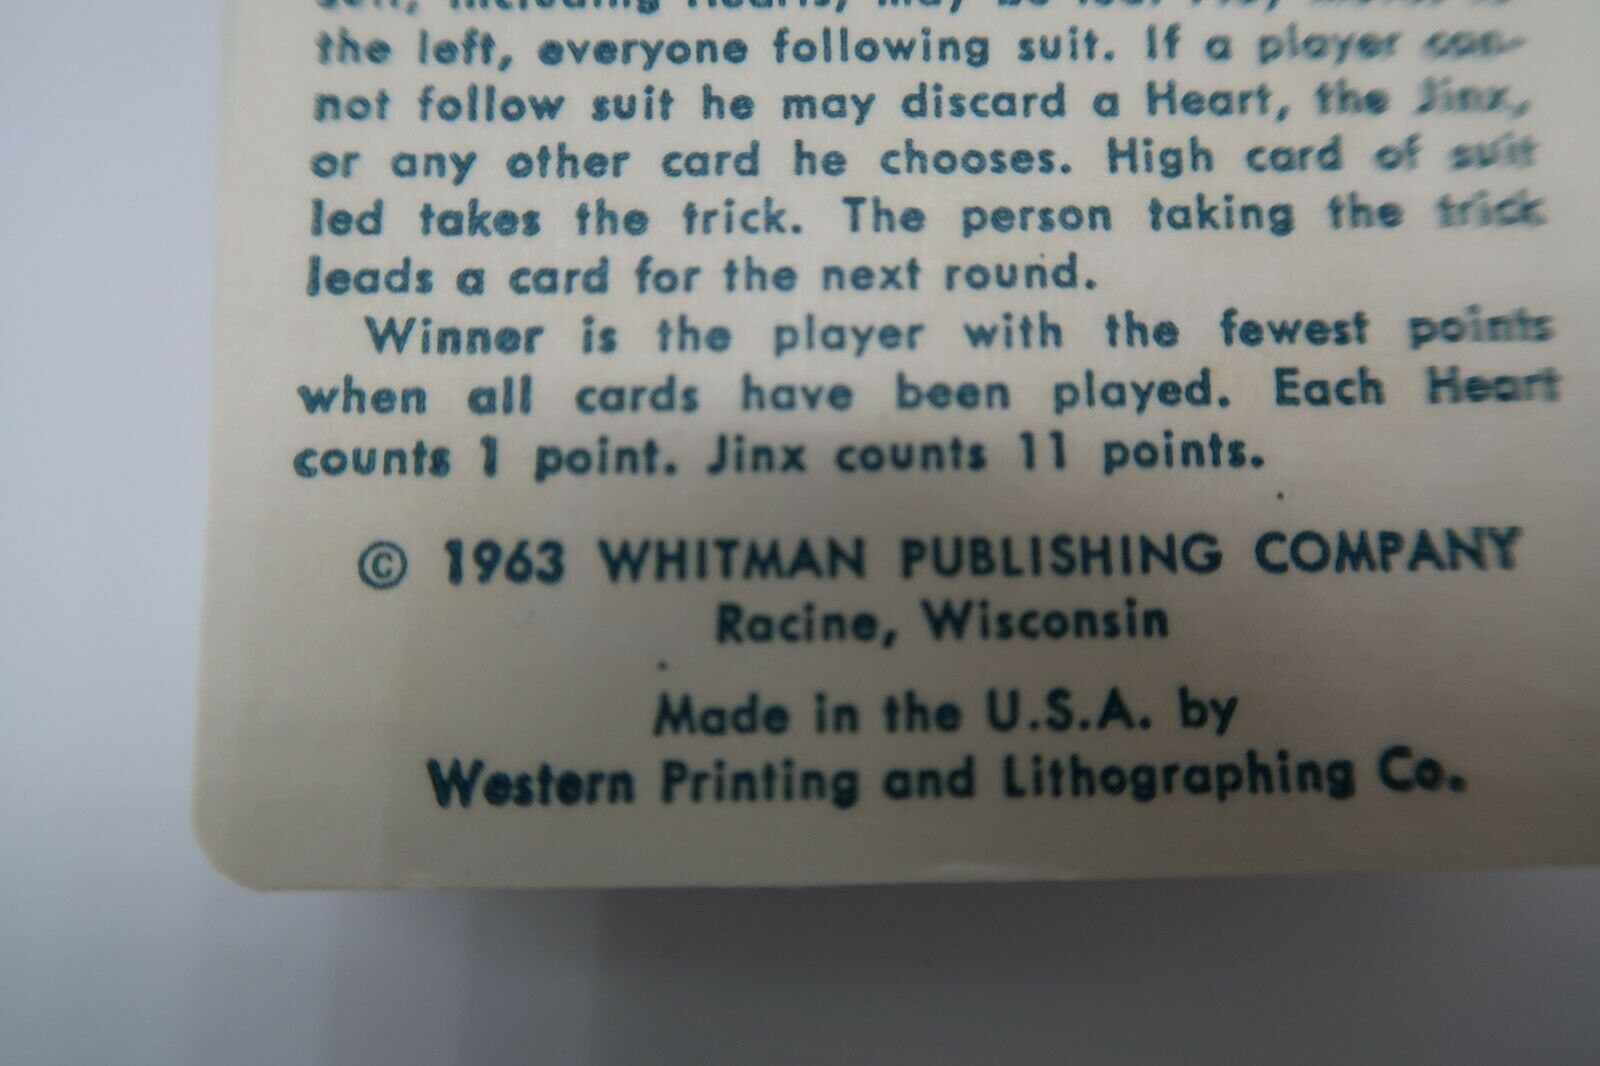 the left, everyone following suit. If a player can-
not follow suit he may discard a Heart, the Jinx,
or any other card he chooses. High card of suit
led takes the trick. The person taking the trick
leads a card for the next round.
Winner is the player with the fewest points
when all cards have been played. Each Heart
counts 1 point. Jinx counts 11 points.
© 1963 WHITMAN PUBLISHING COMPANY
Racine, Wisconsin
Made in the U.S.A. by
Western Printing and Lithographing Co.